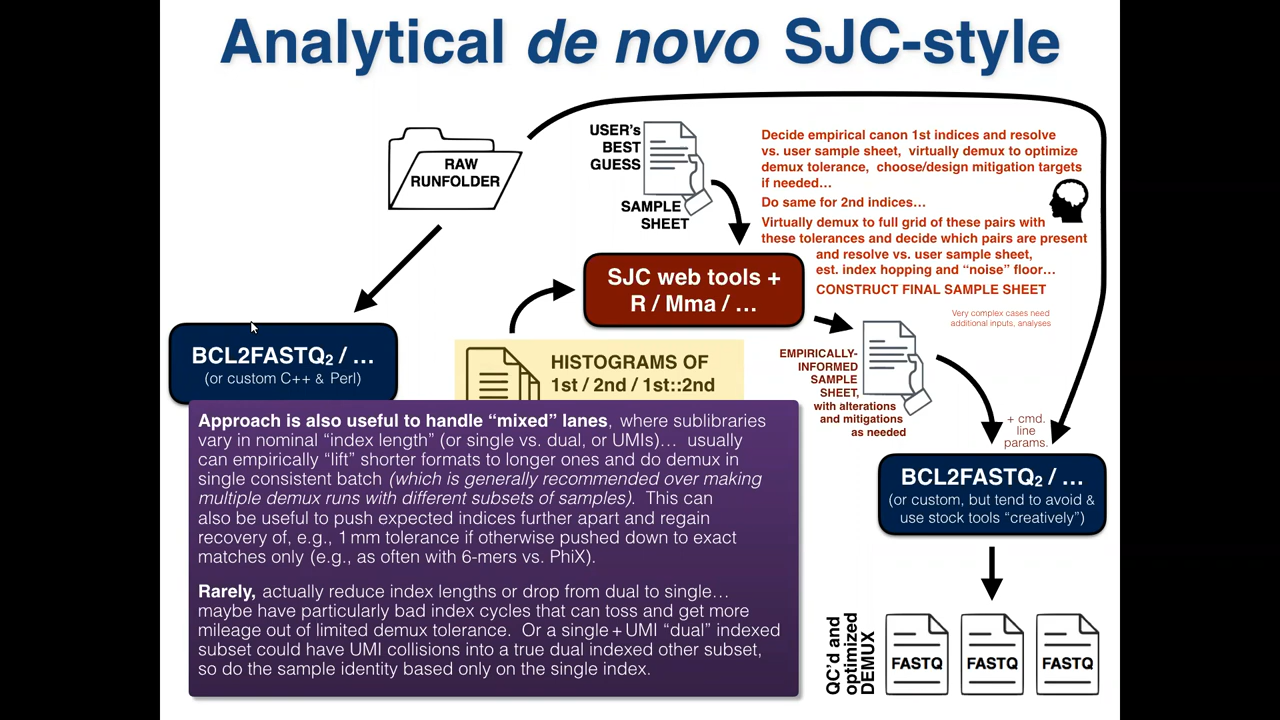 Analytical de novo SJC-style
RAW
RUNFOLDER
USER's
BEST
GUESS
SAMPLE
SHEET
Decide empirical canon 1st indices and resolve
vs. user sample sheet, virtually demux to optimize
demux tolerance, choose/design mitigation targets
if needed…
Do same for 2nd indices…
Virtually demux to full grid of these pairs with
these tolerances and decide which pairs are present
and resolve vs. user sample sheet,
est. index hopping and “noise” floor…
CONSTRUCT FINAL SAMPLE SHEET
Very complex cases need
additional inputs, analyses
SJC web tools +
R / Mma / …
BCL2FASTQ2 / …
(or custom C++ & Perl)
HISTOGRAMS OF
1st / 2nd / 1st::2nd
EMPIRICALLY-
INFORMED
SAMPLE
SHEET,
with alterations
and mitigations
as needed
+ cmd.
line
params.
Approach is also useful to handle “mixed” lanes, where sublibraries
vary in nominal “index length” (or single vs. dual, or UMIs)… usually
can empirically “lift” shorter formats to longer ones and do demux in
single consistent batch (which is generally recommended over making
multiple demux runs with different subsets of samples). This can
also be useful to push expected indices further apart and regain
recovery of, e.g., 1 mm tolerance if otherwise pushed down to exact
matches only (e.g., as often with 6-mers vs. PhiX).
Rarely, actually reduce index lengths or drop from dual to single…
maybe have particularly bad index cycles that can toss and get more
mileage out of limited demux tolerance. Or a single + UMI “dual” indexed
subset could have UMI collisions into a true dual indexed other subset,
so do the sample identity based only on the single index.
BCL2FASTQ2 / …
(or custom, but tend to avoid &
use stock tools “creatively”)
QC'd and
optimized
DEMUX
FASTQ
FASTQ
FASTQ